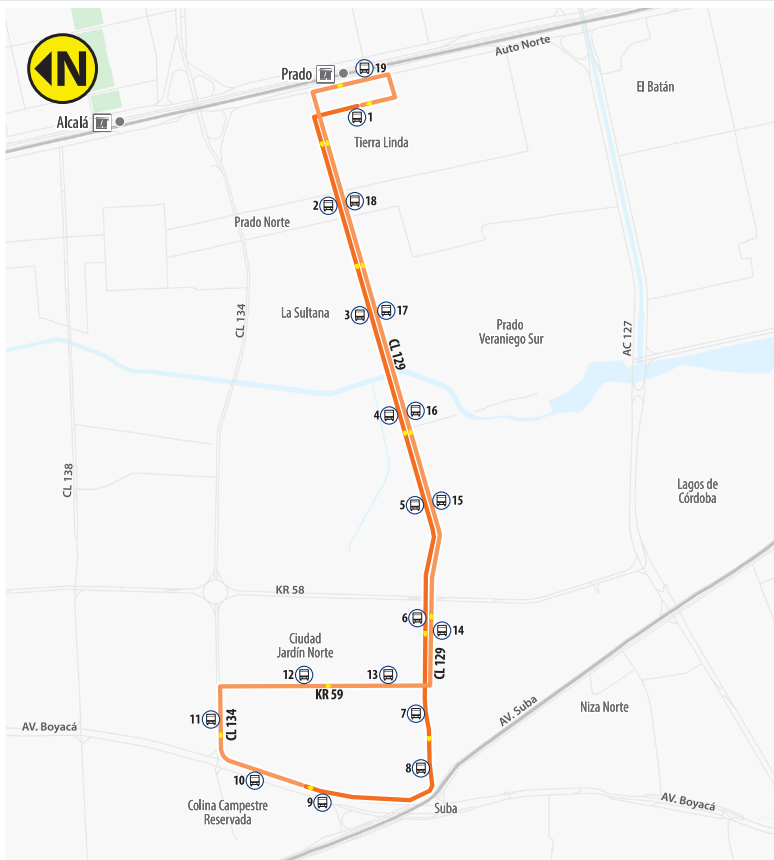 N
Prado
19
Auto Norte
El Batán
Alcalá
1
Tierra Linda
2
18
Prado Norte
CL 134
La Sultana
3
17
Prado
Veraniego Sur
AC 127
CL 129
4
16
CL 138
5
15
Lagos de
Córdoba
KR 58
6
14
Ciudad
Jardín Norte
12
13
CL 129
KR 59
11
CL 134
7
AV. Suba
Niza Norte
AV. Boyacá
8
10
9
Colina Campestre
Reservada
Suba
AV. Boyacá